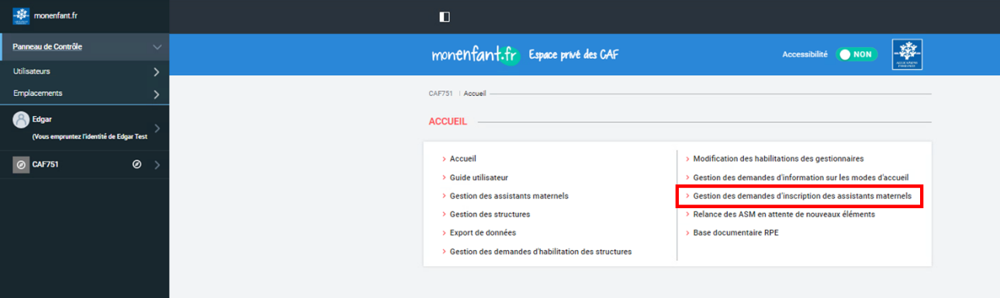 monenfant.fr
Panneau de Contrôle
Utilisateurs
Emplacements
Edgar
(Vous empruntez l'identité de Edgar Test
CAF751
monenfant.fr Espace privé des CAF
Accessibilité NON
ALLOCATIONS FAMILIALES
CAF751 | Accueil
ACCUEIL
Accueil
Guide utilisateur
Gestion des assistants maternels
Gestion des structures
Export de données
Gestion des demandes d'habilitation des structures
Modification des habilitations des gestionnaires
Gestion des demandes d'information sur les modes d'accueil
Gestion des demandes d'inscription des assistants maternels
Relance des ASM en attente de nouveaux éléments
Base documentaire RPE